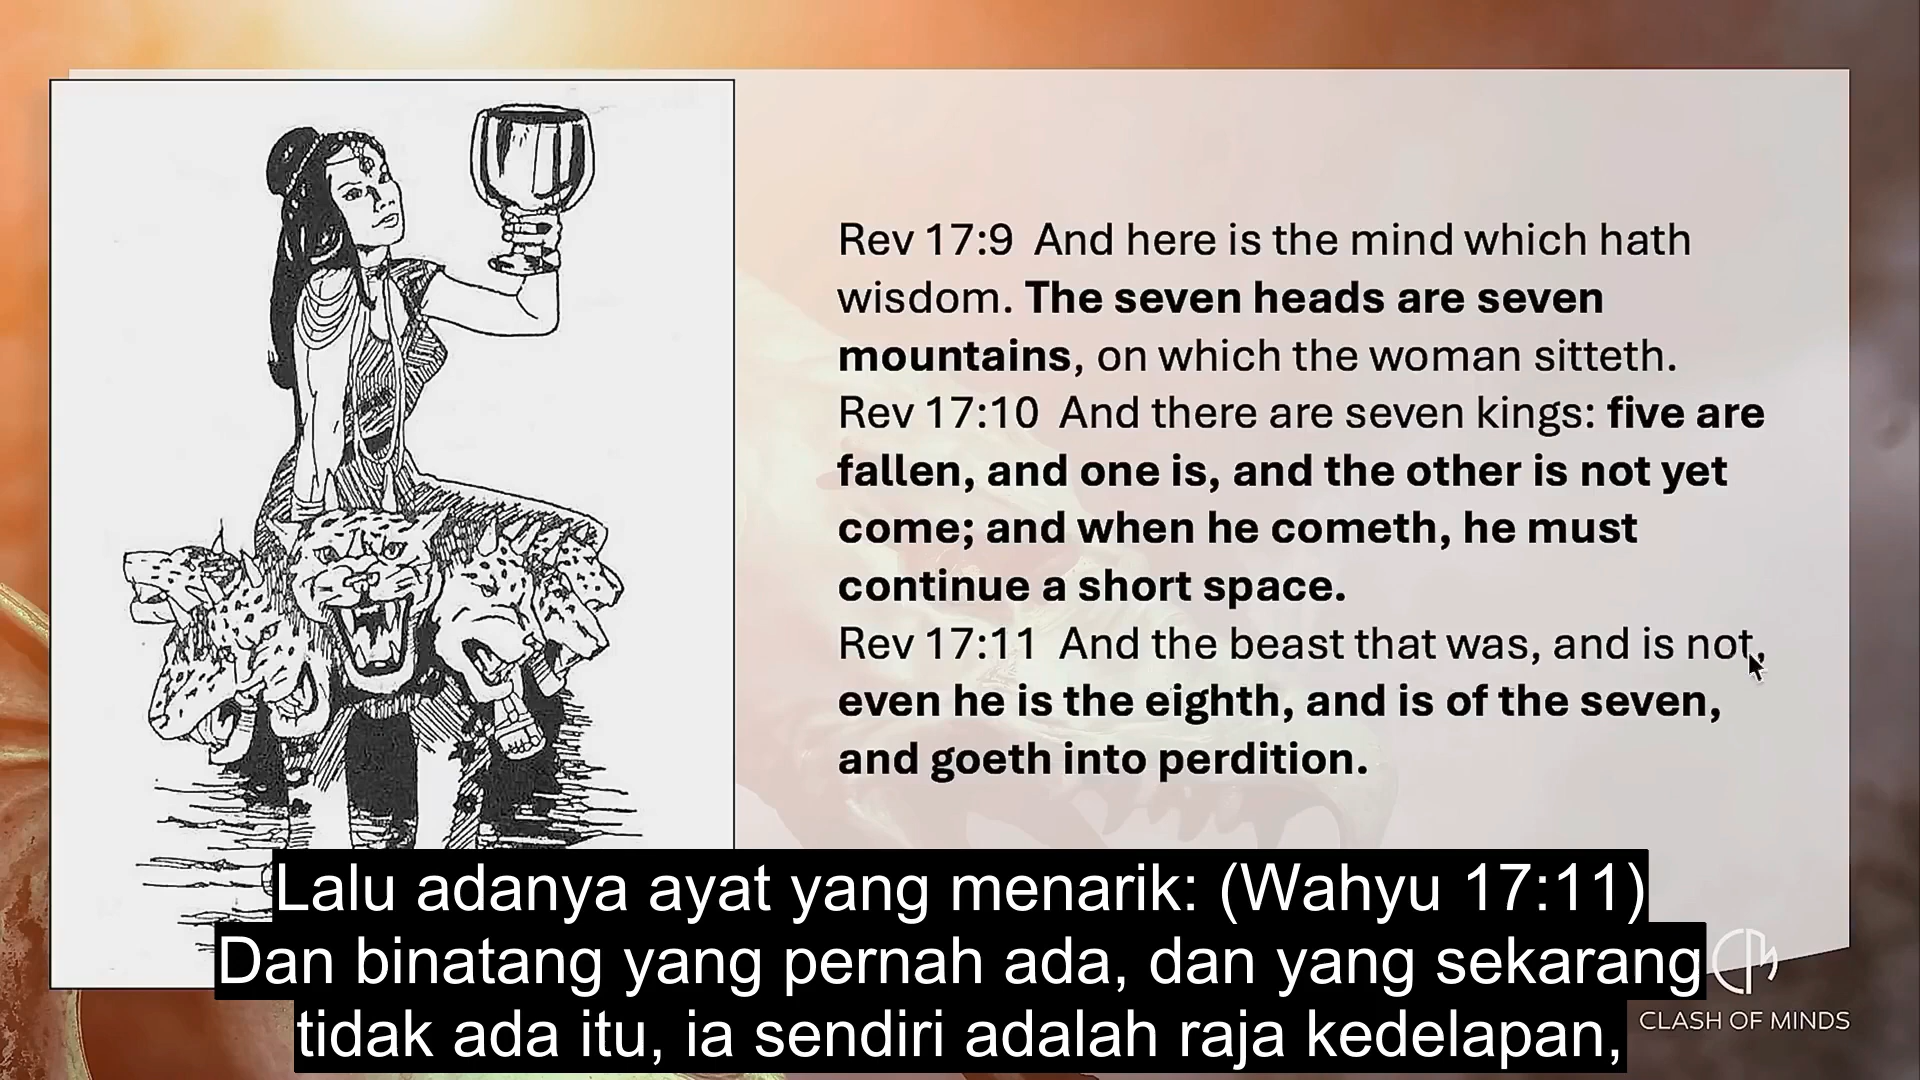 Rev 17:9  And here is the mind which hath
wisdom. The seven heads are seven
mountains, on which the woman sitteth.
Rev 17:10  And there are seven kings: five are
fallen, and one is, and the other is not yet
come; and when he cometh, he must
continue a short space.
Rev 17:11  And the beast that was, and is not,
even he is the eighth, and is of the seven,
and goeth into perdition.
Lalu adanya ayat yang menarik: (Wahyu 17:11)
Dan binatang yang pernah ada, dan yang sekarang
tidak ada itu, ia sendiri adalah raja kedelapan,
CLASH OF MINDS